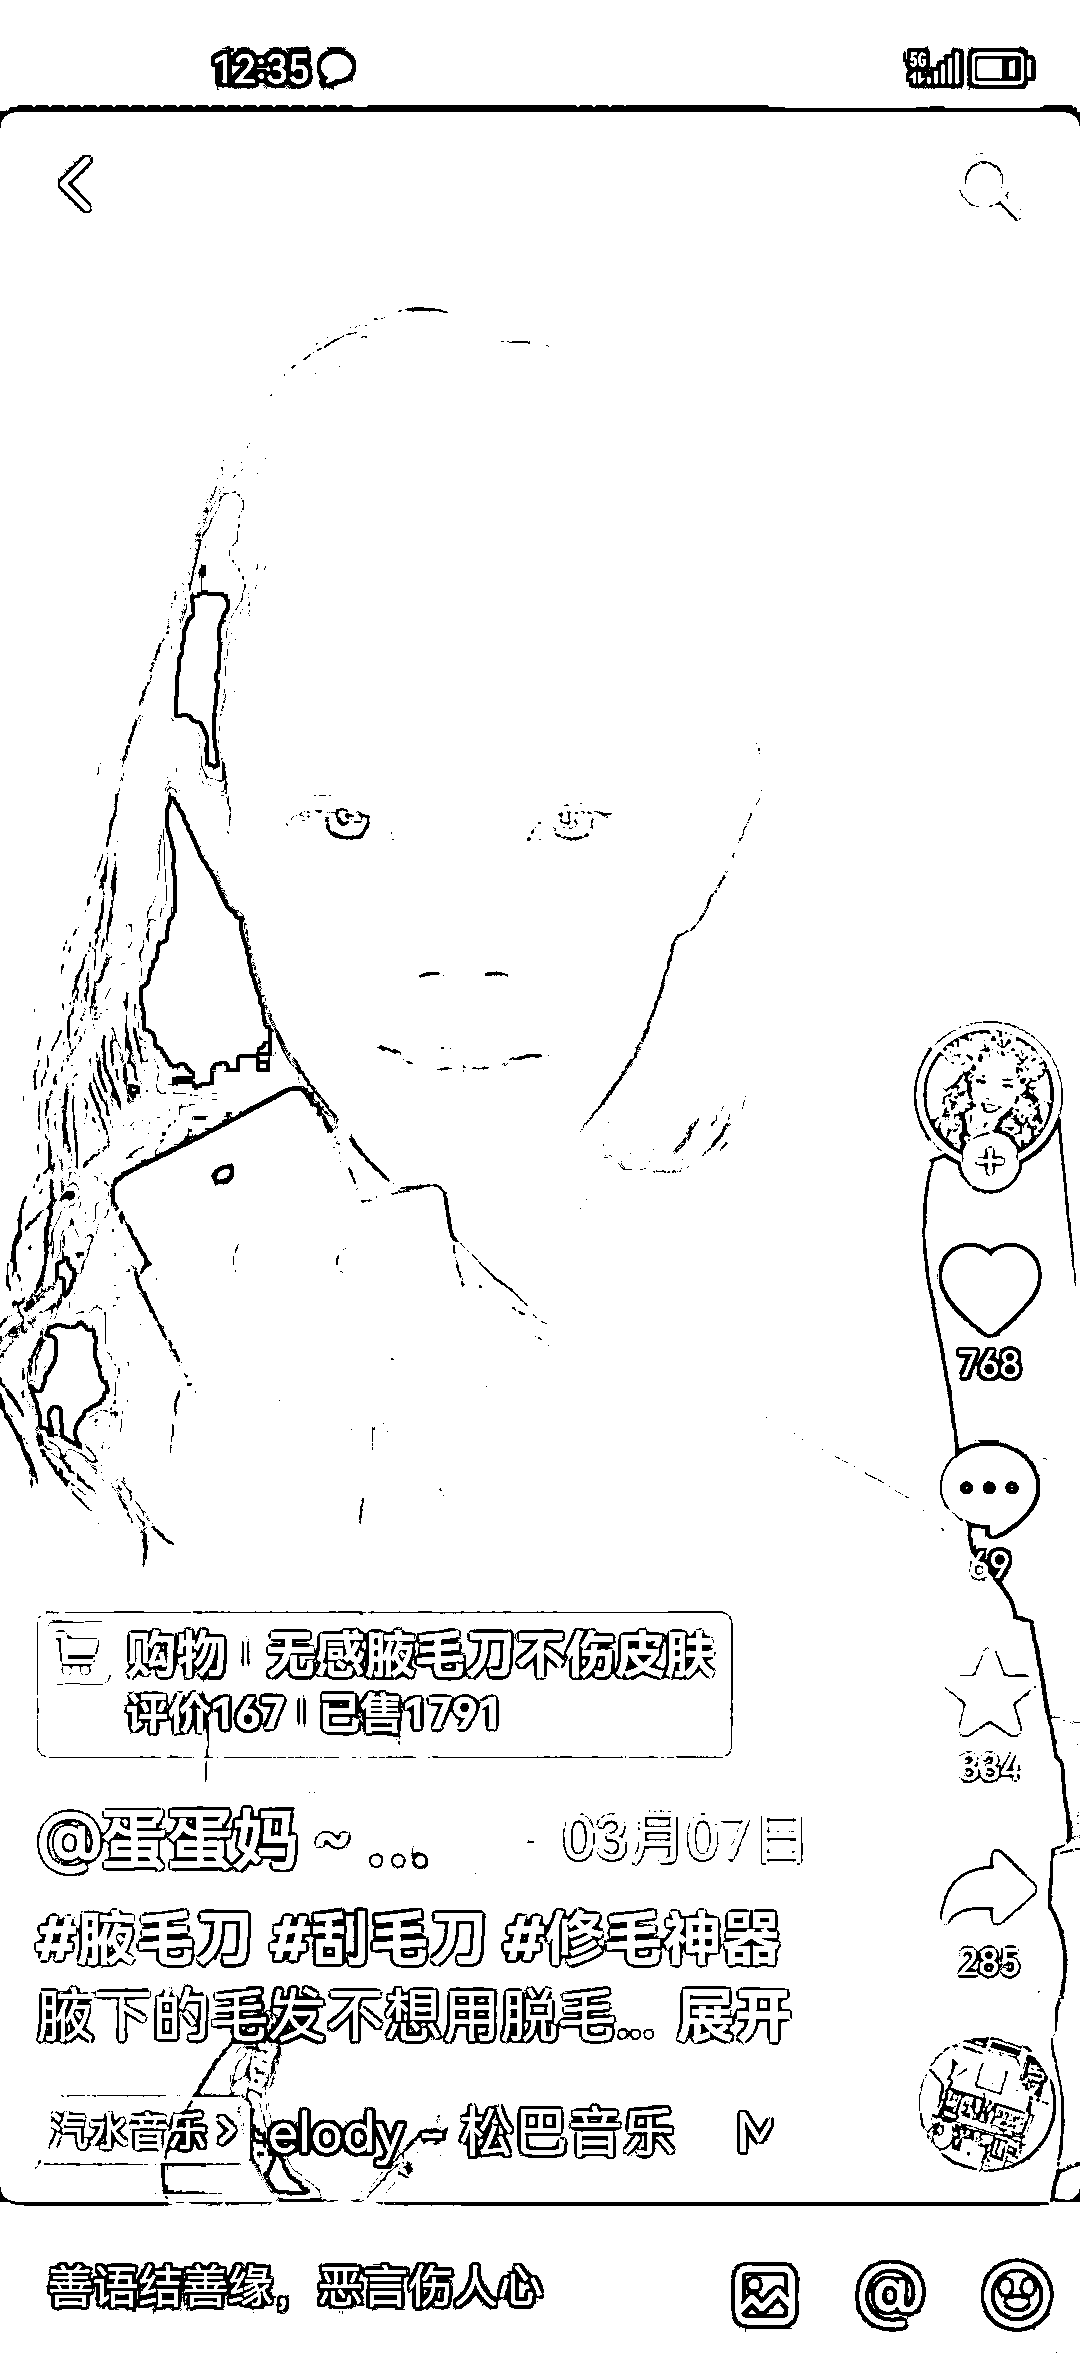 12:35
5G
768
69
购物 | 无感腋毛刀不伤皮肤
评价167 | 已售1791
334
@蛋蛋妈 ~ ... · 03月07日
#腋毛刀 #刮毛刀 #修毛神器
腋下的毛发不想用脱毛... 展开
285
汽水音乐 > elody - 松巴音乐
善语结善缘，恶言伤人心